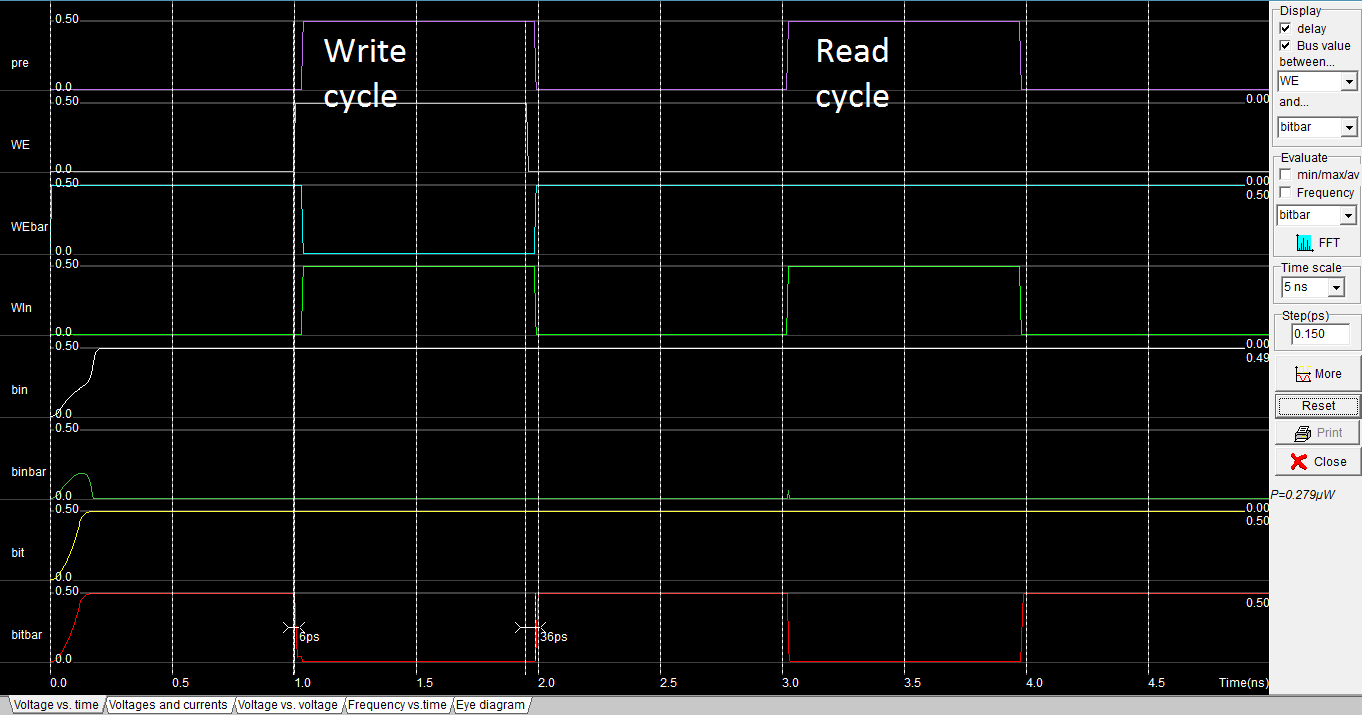 0.50
pre
Write
cycle
Read
cycle
0.0
0.50
0.00
WE
0.0
0.50
0.00
0.50
WEbar
0.0
0.50
Wln
0.0
0.50
0.00
0.49
bin
0.0
0.50
binbar
0.0
0.50
0.00
0.50
bit
0.0
0.50
0.50
bitbar
6ps
36ps
0.0
0.0 0.5 1.0 1.5 2.0 2.5 3.0 3.5 4.0 4.5 Time(ns)
Voltage vs. time Voltages and currents Voltage vs. voltage Frequency vs.time Eye diagram
Display
delay
Bus value
between...
WE
and...
bitbar
Evaluate
min/max/av
Frequency
bitbar
FFT
Time scale
5 ns
Step(ps)
0.150
More
Reset
Print
Close
P=0.279µW